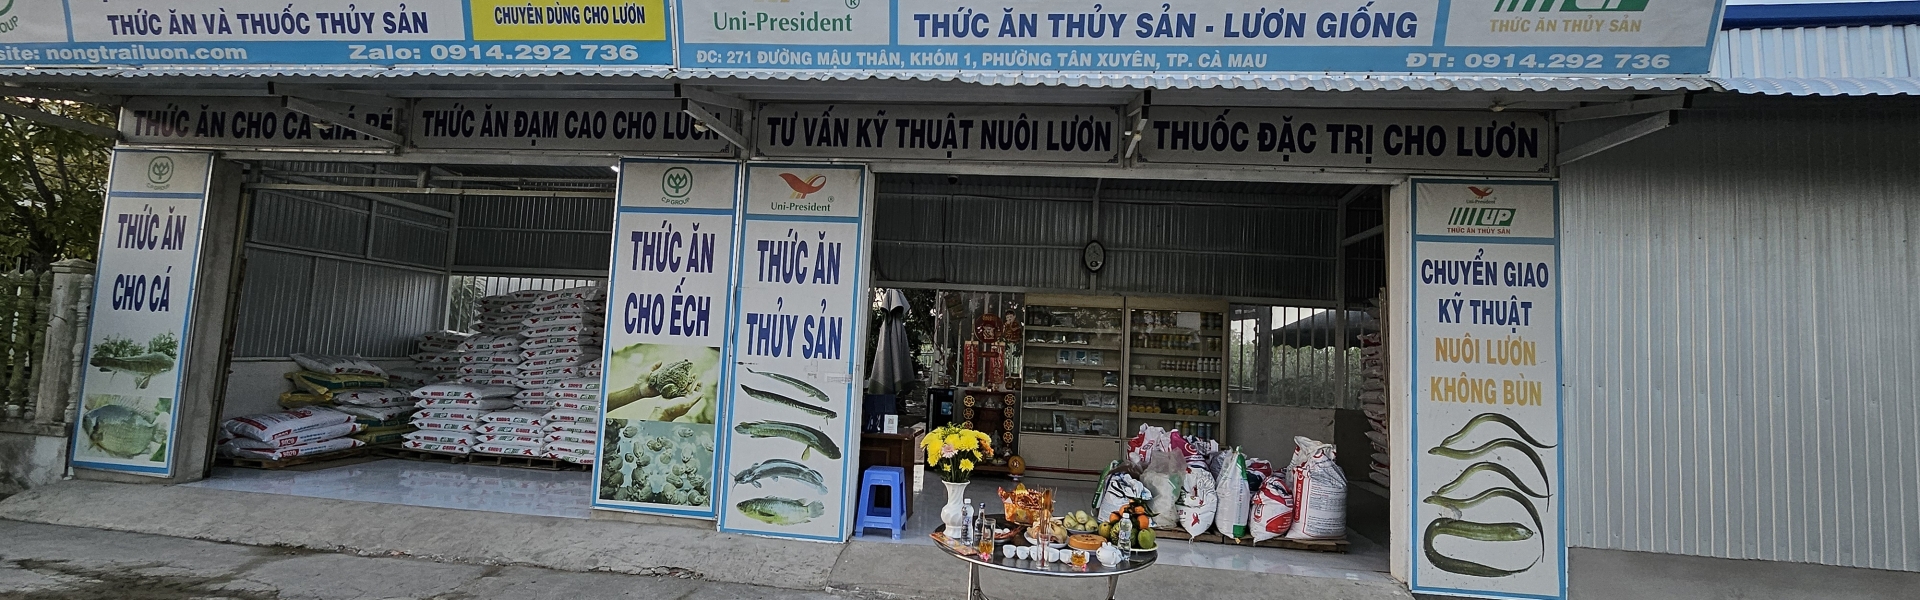 THỨC ĂN VÀ THUỐC THỦY SẢN
CHUYÊN DÙNG CHO LƯƠN
site: nongtrailuon.com
Zalo: 0914.292 736
Uni-President
THỨC ĂN THỦY SẢN - LƯƠN GIỐNG
UP
THỨC ĂN THỦY SẢN
ĐC: 271 ĐƯỜNG MẬU THÂN, KHÓM 1, PHƯỜNG TÂN XUYÊN, TP. CÀ MAU
ĐT: 0914.292 736
THỨC ĂN CHO CÁ GIÁ RẺ
THỨC ĂN ĐẠM CAO CHO LƯƠN
TƯ VẤN KỸ THUẬT NUÔI LƯƠN
THUỐC ĐẶC TRỊ CHO LƯƠN
C.P GROUP
THỨC ĂN
CHO CÁ
C.P GROUP
THỨC ĂN
CHO ẾCH
Uni-President
THỨC ĂN
THỦY SẢN
Uni-President
UP
THỨC ĂN THỦY SẢN
CHUYỂN GIAO
KỸ THUẬT
NUÔI LƯƠN
KHÔNG BÙN